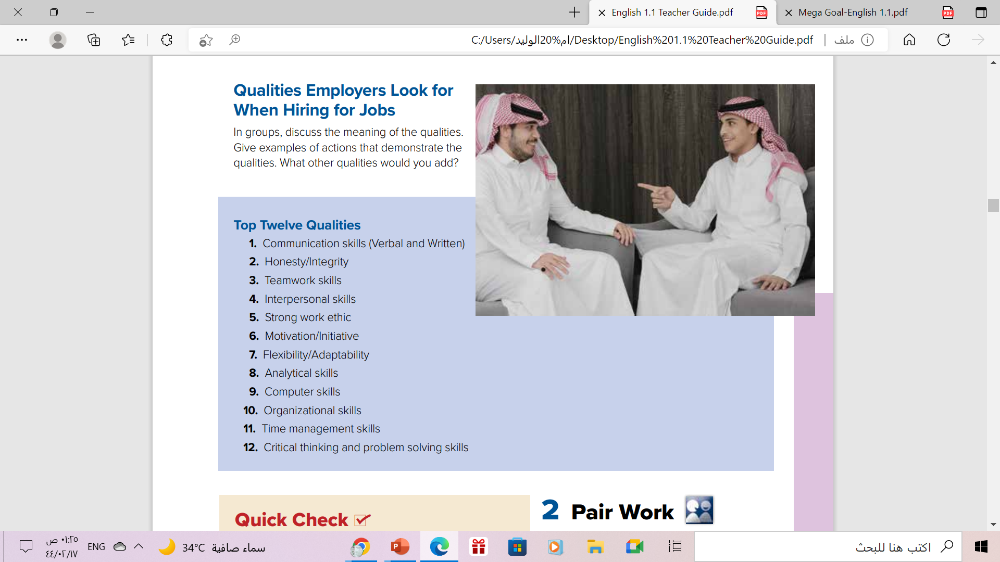 English 1.1 Teacher Guide.pdf
Mega Goal-English 1.1.pdf
C:/Users/ام%20الوليد/Desktop/English%201.1%20Teacher%20Guide.pdf
ملف
Qualities Employers Look for
When Hiring for Jobs
In groups, discuss the meaning of the qualities.
Give examples of actions that demonstrate the
qualities. What other qualities would you add?
Top Twelve Qualities
1. Communication skills (Verbal and Written)
2. Honesty/Integrity
3. Teamwork skills
4. Interpersonal skills
5. Strong work ethic
6. Motivation/Initiative
7. Flexibility/Adaptability
8. Analytical skills
9. Computer skills
10. Organizational skills
11. Time management skills
12. Critical thinking and problem solving skills
Quick Check
2 Pair Work
٠١:٢٥ ص
٤٤/٠٢/١٧
ENG
34°C سماء صافية
اكتب هنا للبحث